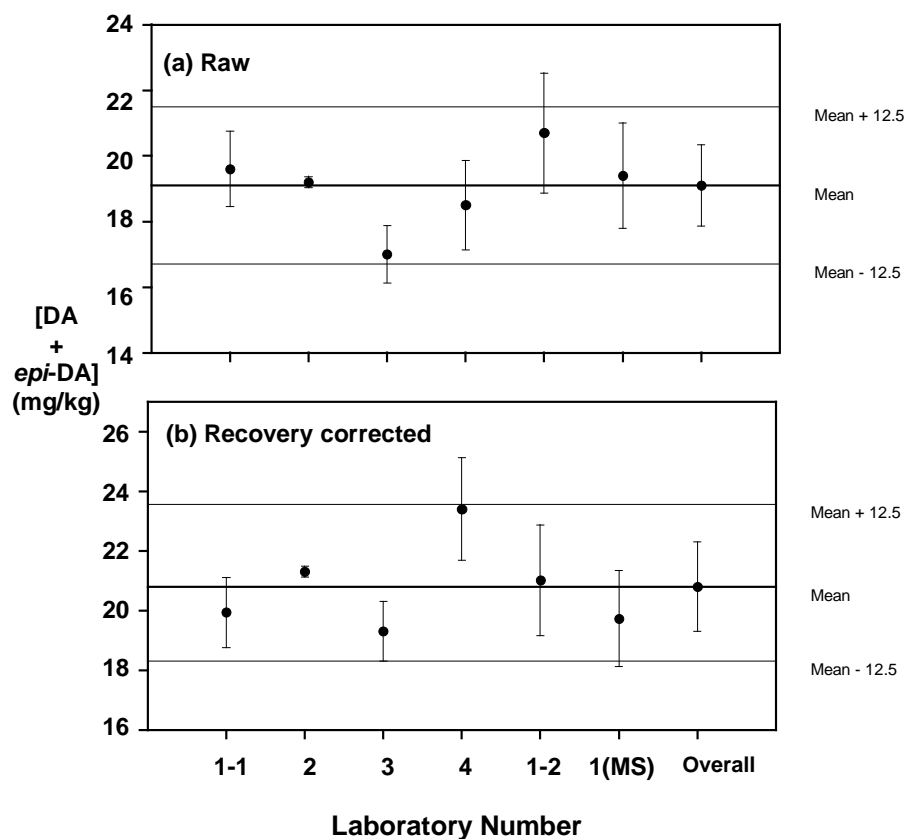 24
(a) Raw
22
Mean + 12.5
20
Mean
18
Mean - 12.5
16
14
[DA
+
epi-DA]
(mg/kg)
26
(b) Recovery corrected
24
Mean + 12.5
22
Mean
20
18
Mean - 12.5
16
1-1 2 3 4 1-2 1(MS) Overall
Laboratory Number